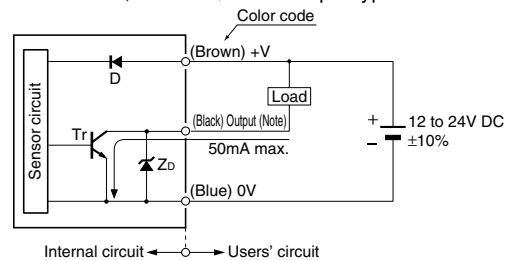 Color code
(Brown) +V
D
Load
Sensor circuit
Tr
(Black) Output (Note)
+
12 to 24V DC
−
±10%
50mA max.
ZD
(Blue) 0V
Internal circuit
Users' circuit